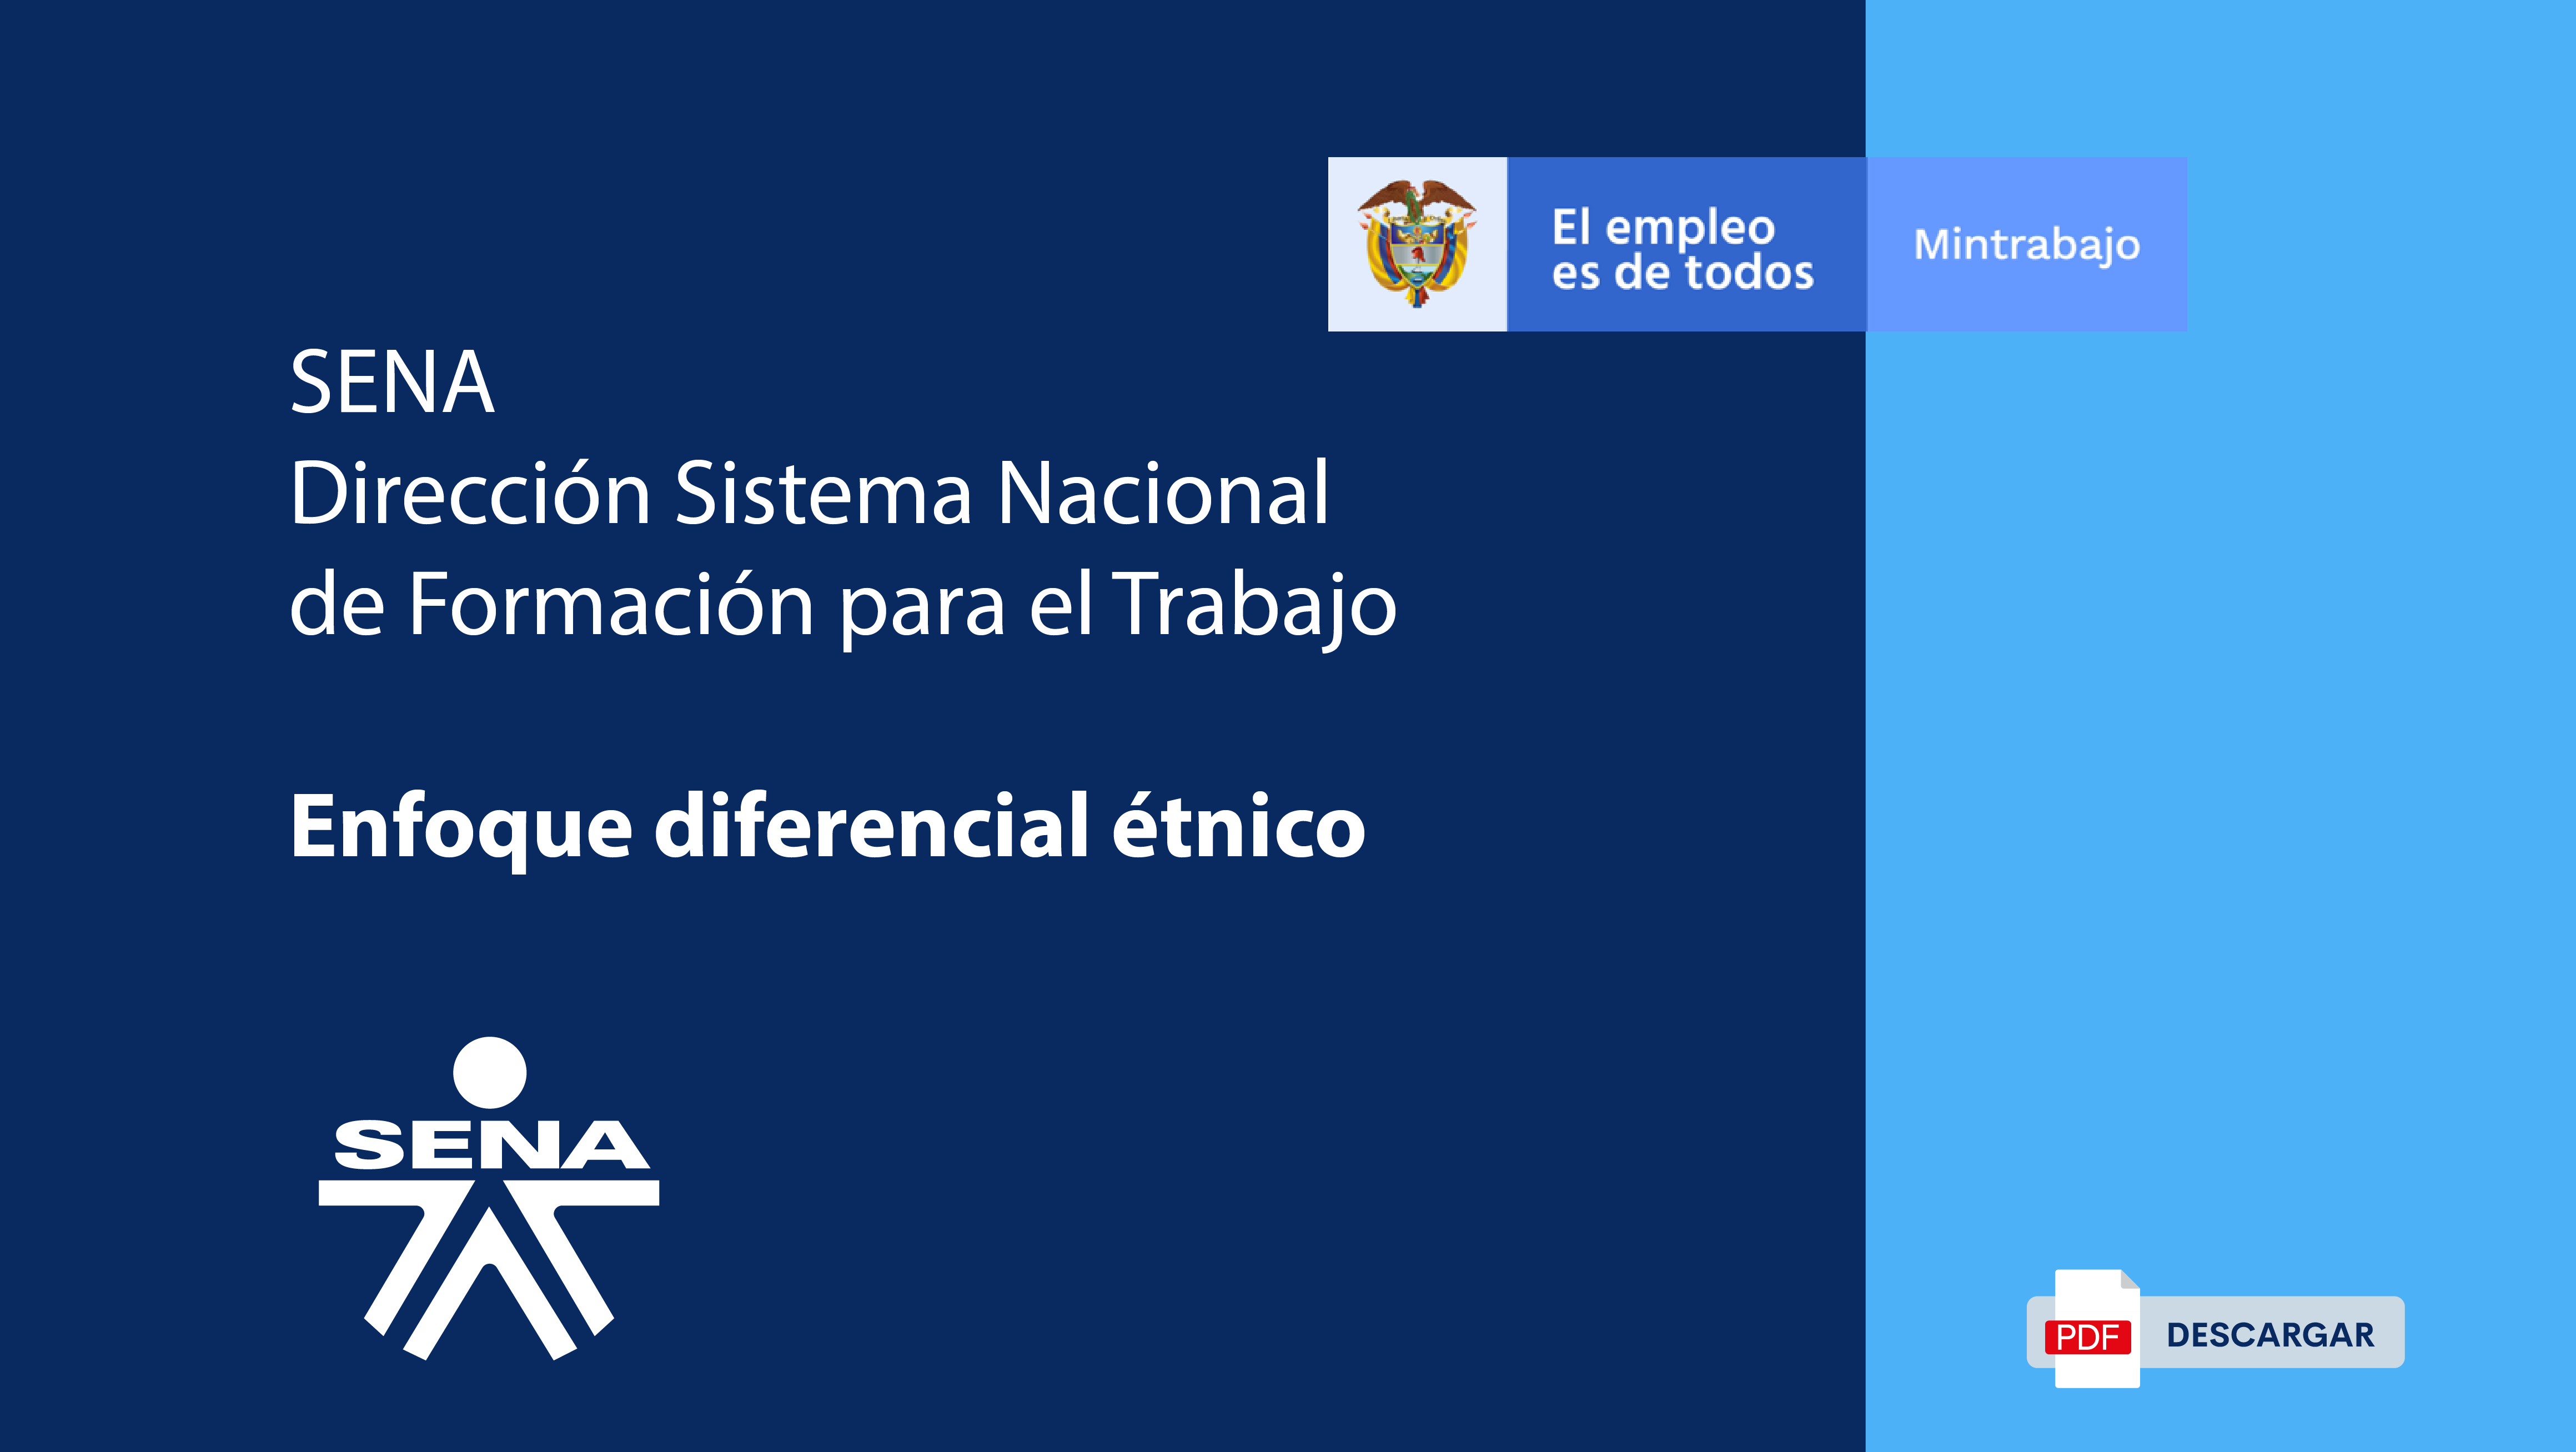 El empleo
es de todos
Mintrabajo
SENA
Dirección Sistema Nacional
de Formación para el Trabajo
Enfoque diferencial étnico
SENA
PDF
DESCARGAR